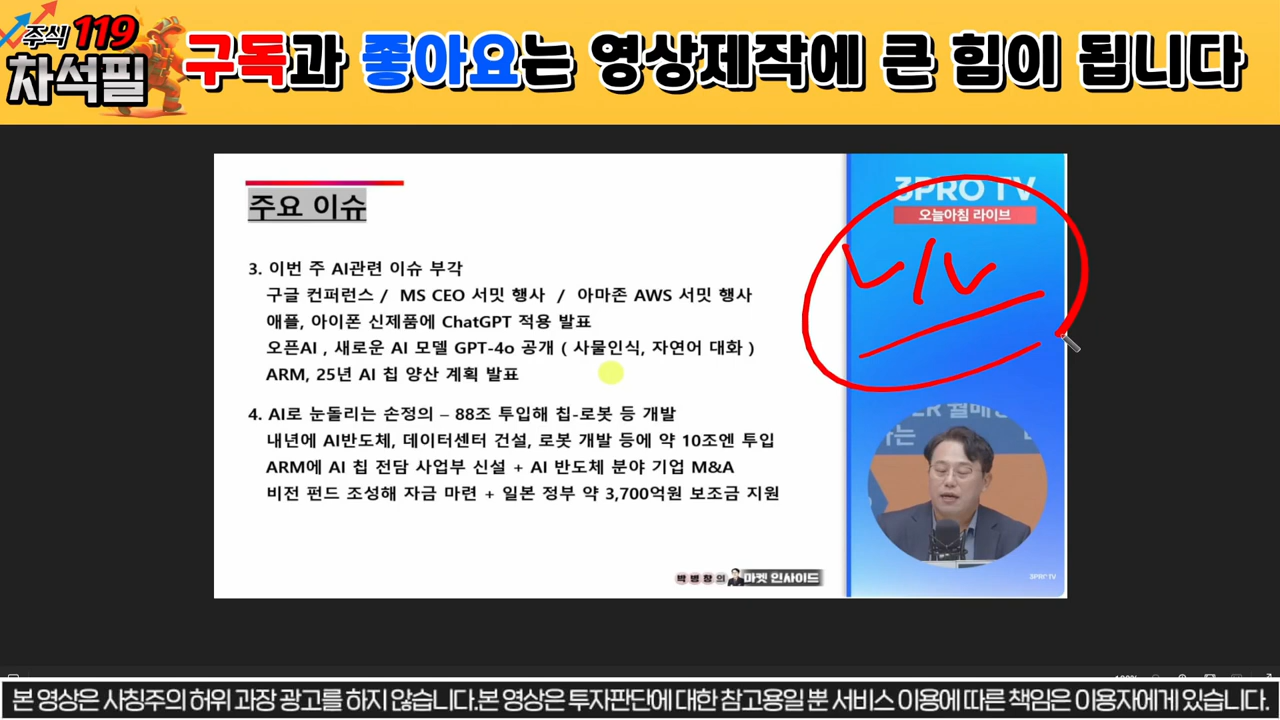 주식 119
차석필
구독과 좋아요는 영상제작에 큰 힘이 됩니다
주요 이슈
3. 이번 주 AI관련 이슈 부각
구글 컨퍼런스 / MS CEO 서밋 행사 / 아마존 AWS 서밋 행사
애플, 아이폰 신제품에 ChatGPT 적용 발표
오픈AI , 새로운 AI 모델 GPT-4o 공개 ( 사물인식, 자연어 대화 )
ARM, 25년 AI 칩 양산 계획 발표
4. AI로 눈돌리는 손정의 – 88조 투입해 칩-로봇 등 개발
내년에 AI반도체, 데이터센터 건설, 로봇 개발 등에 약 10조엔 투입
ARM에 AI 칩 전담 사업부 신설 + AI 반도체 분야 기업 M&A
비전 펀드 조성해 자금 마련 + 일본 정부 약 3,700억원 보조금 지원
박병창의 마켓 인사이드
3PRO TV
오늘아침 라이브
3PRO TV
본 영상은 사칭주의 허위 과장 광고를 하지 않습니다.본 영상은 투자판단에 대한 참고용일 뿐 서비스 이용에 따른 책임은 이용자에게 있습니다.